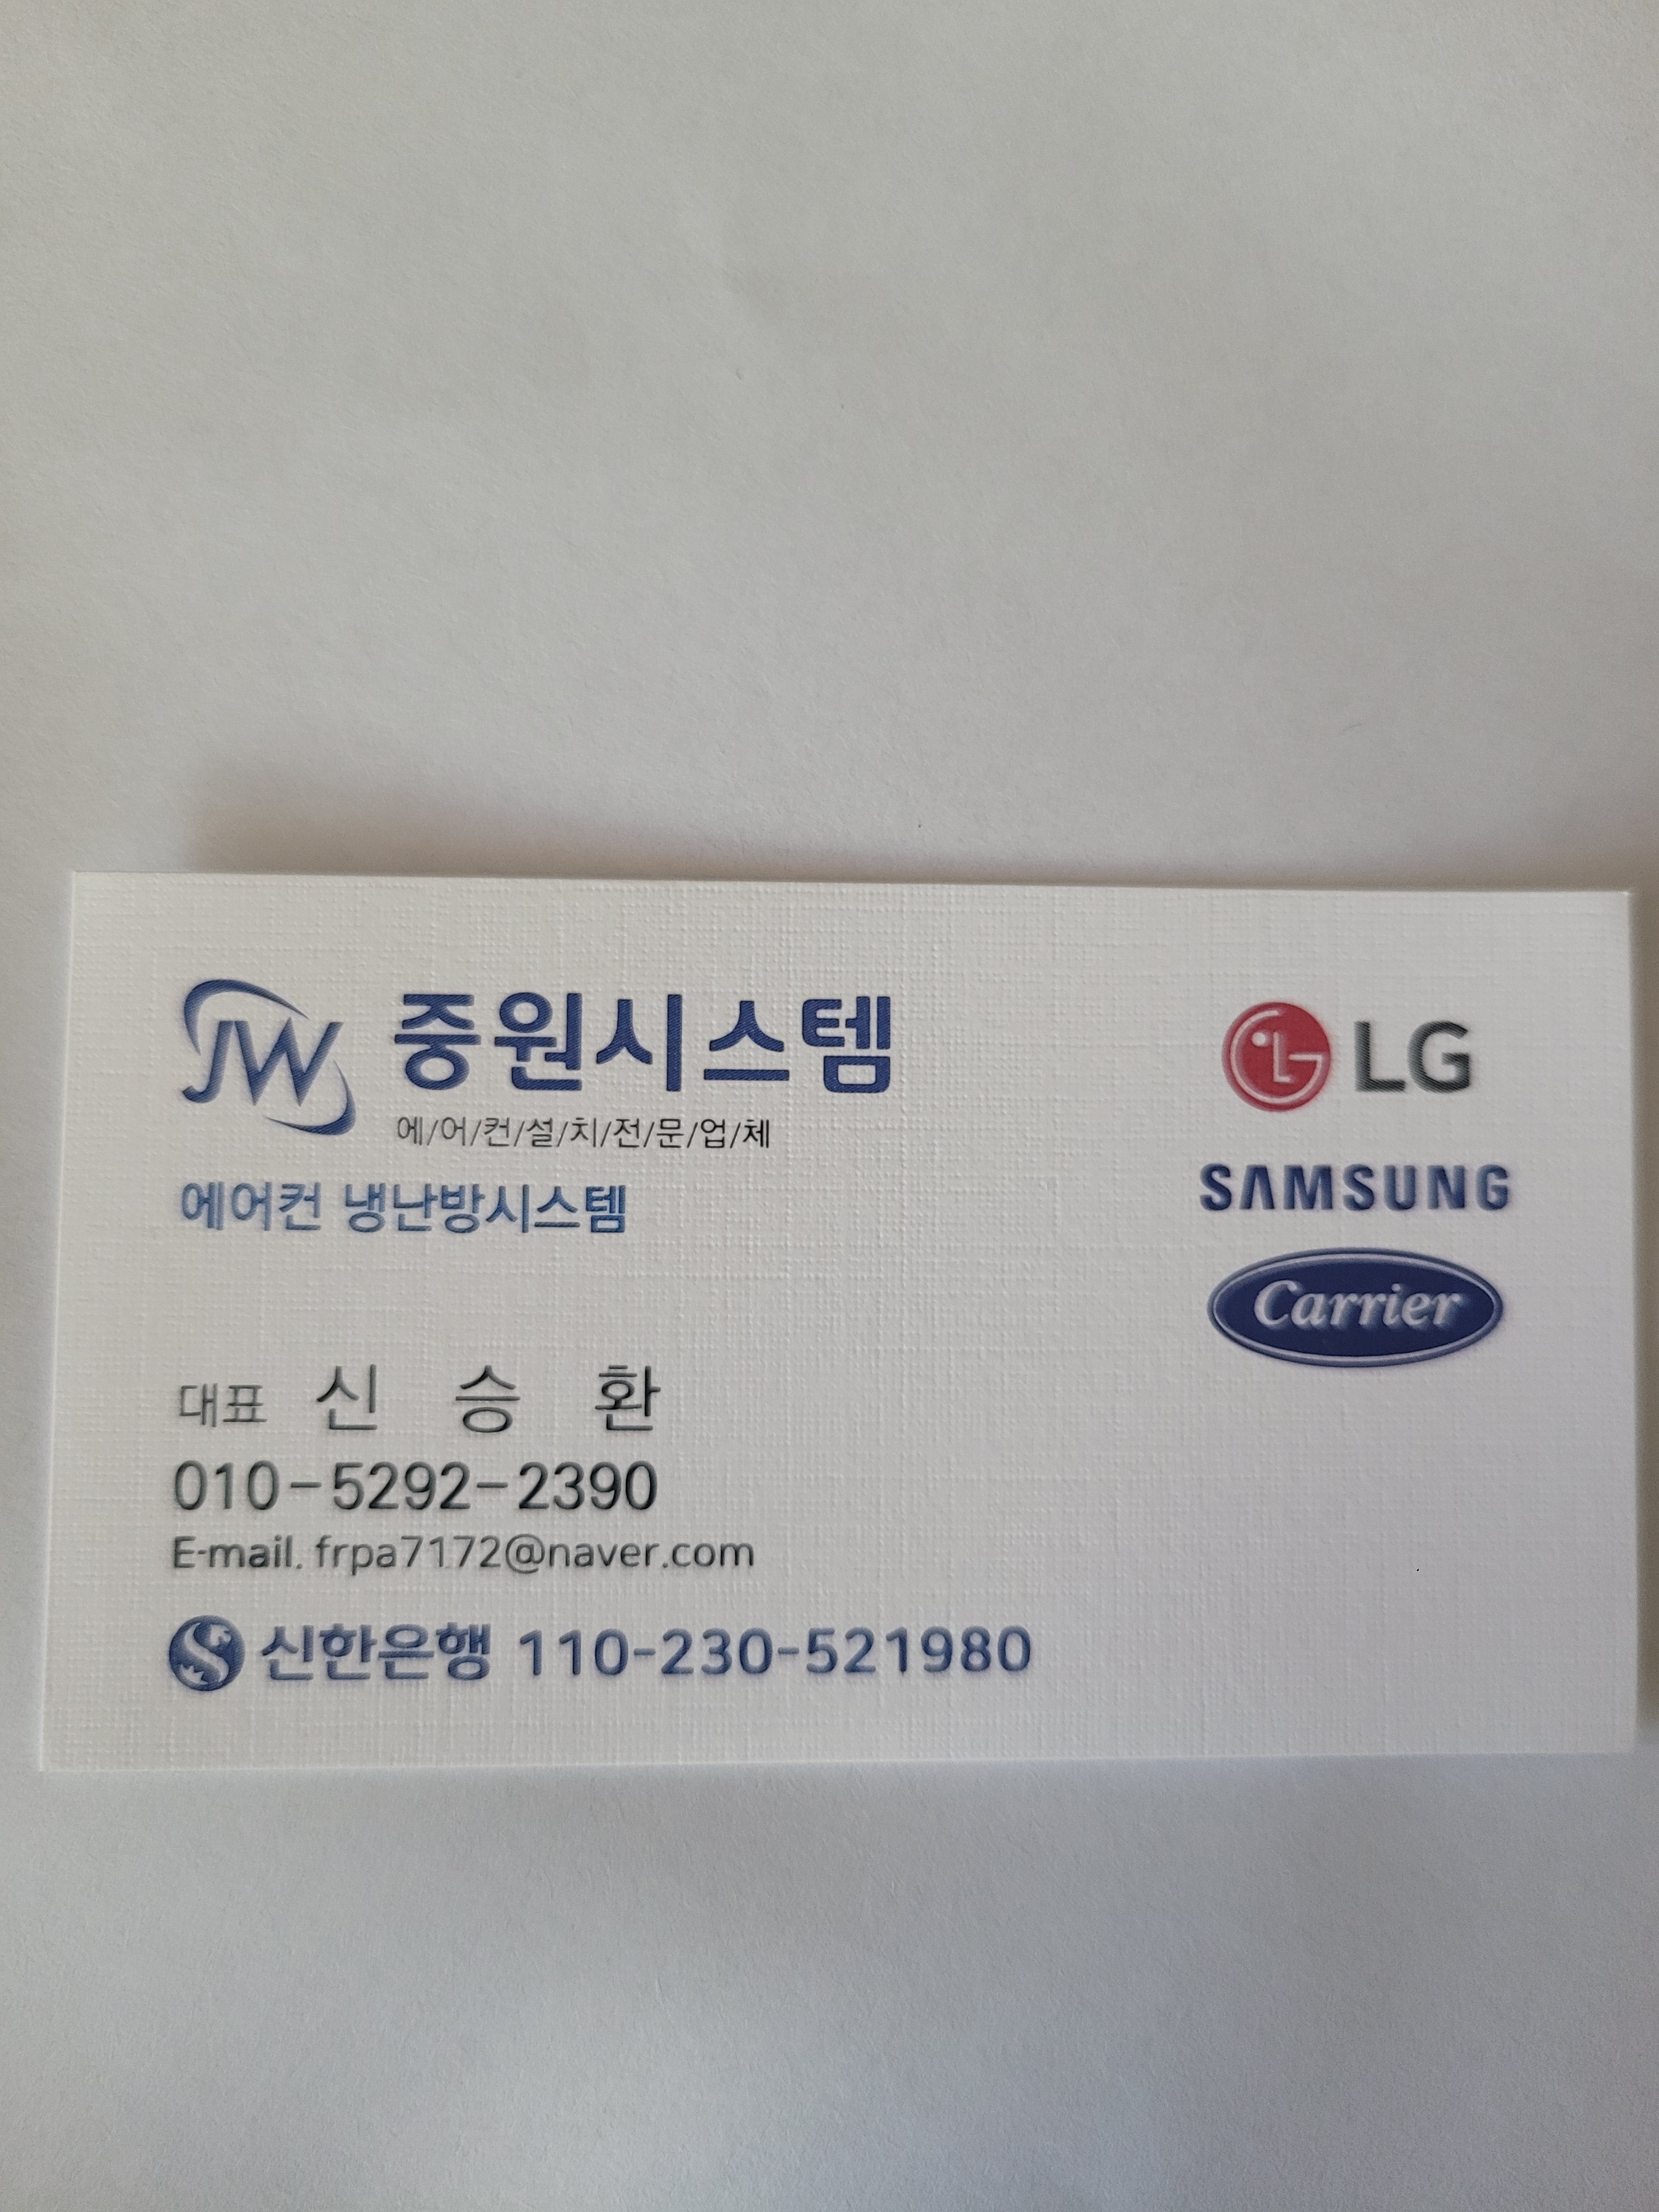 JW 중원시스템
에/어/컨/설/치/전/문/업/체
에어컨 냉난방시스템
LG
SAMSUNG
Carrier
대표 신 승 환
010-5292-2390
E-mail. frpa7172@naver.com
신한은행 110-230-521980